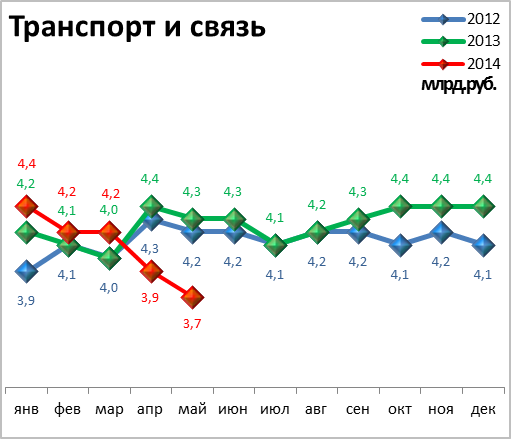 Транспорт и связь
2012
2013
2014
млрд.руб.
4,4
4,2 4,2 4,2 4,4 4,3 4,3 4,1 4,2 4,3 4,4 4,4 4,4
4,1 4,0
4,3
3,9 4,1 4,0 3,9 4,2 4,2 4,1 4,2 4,2 4,1 4,2 4,1
3,7
янв фев мар апр май июн июл авг сен окт ноя дек